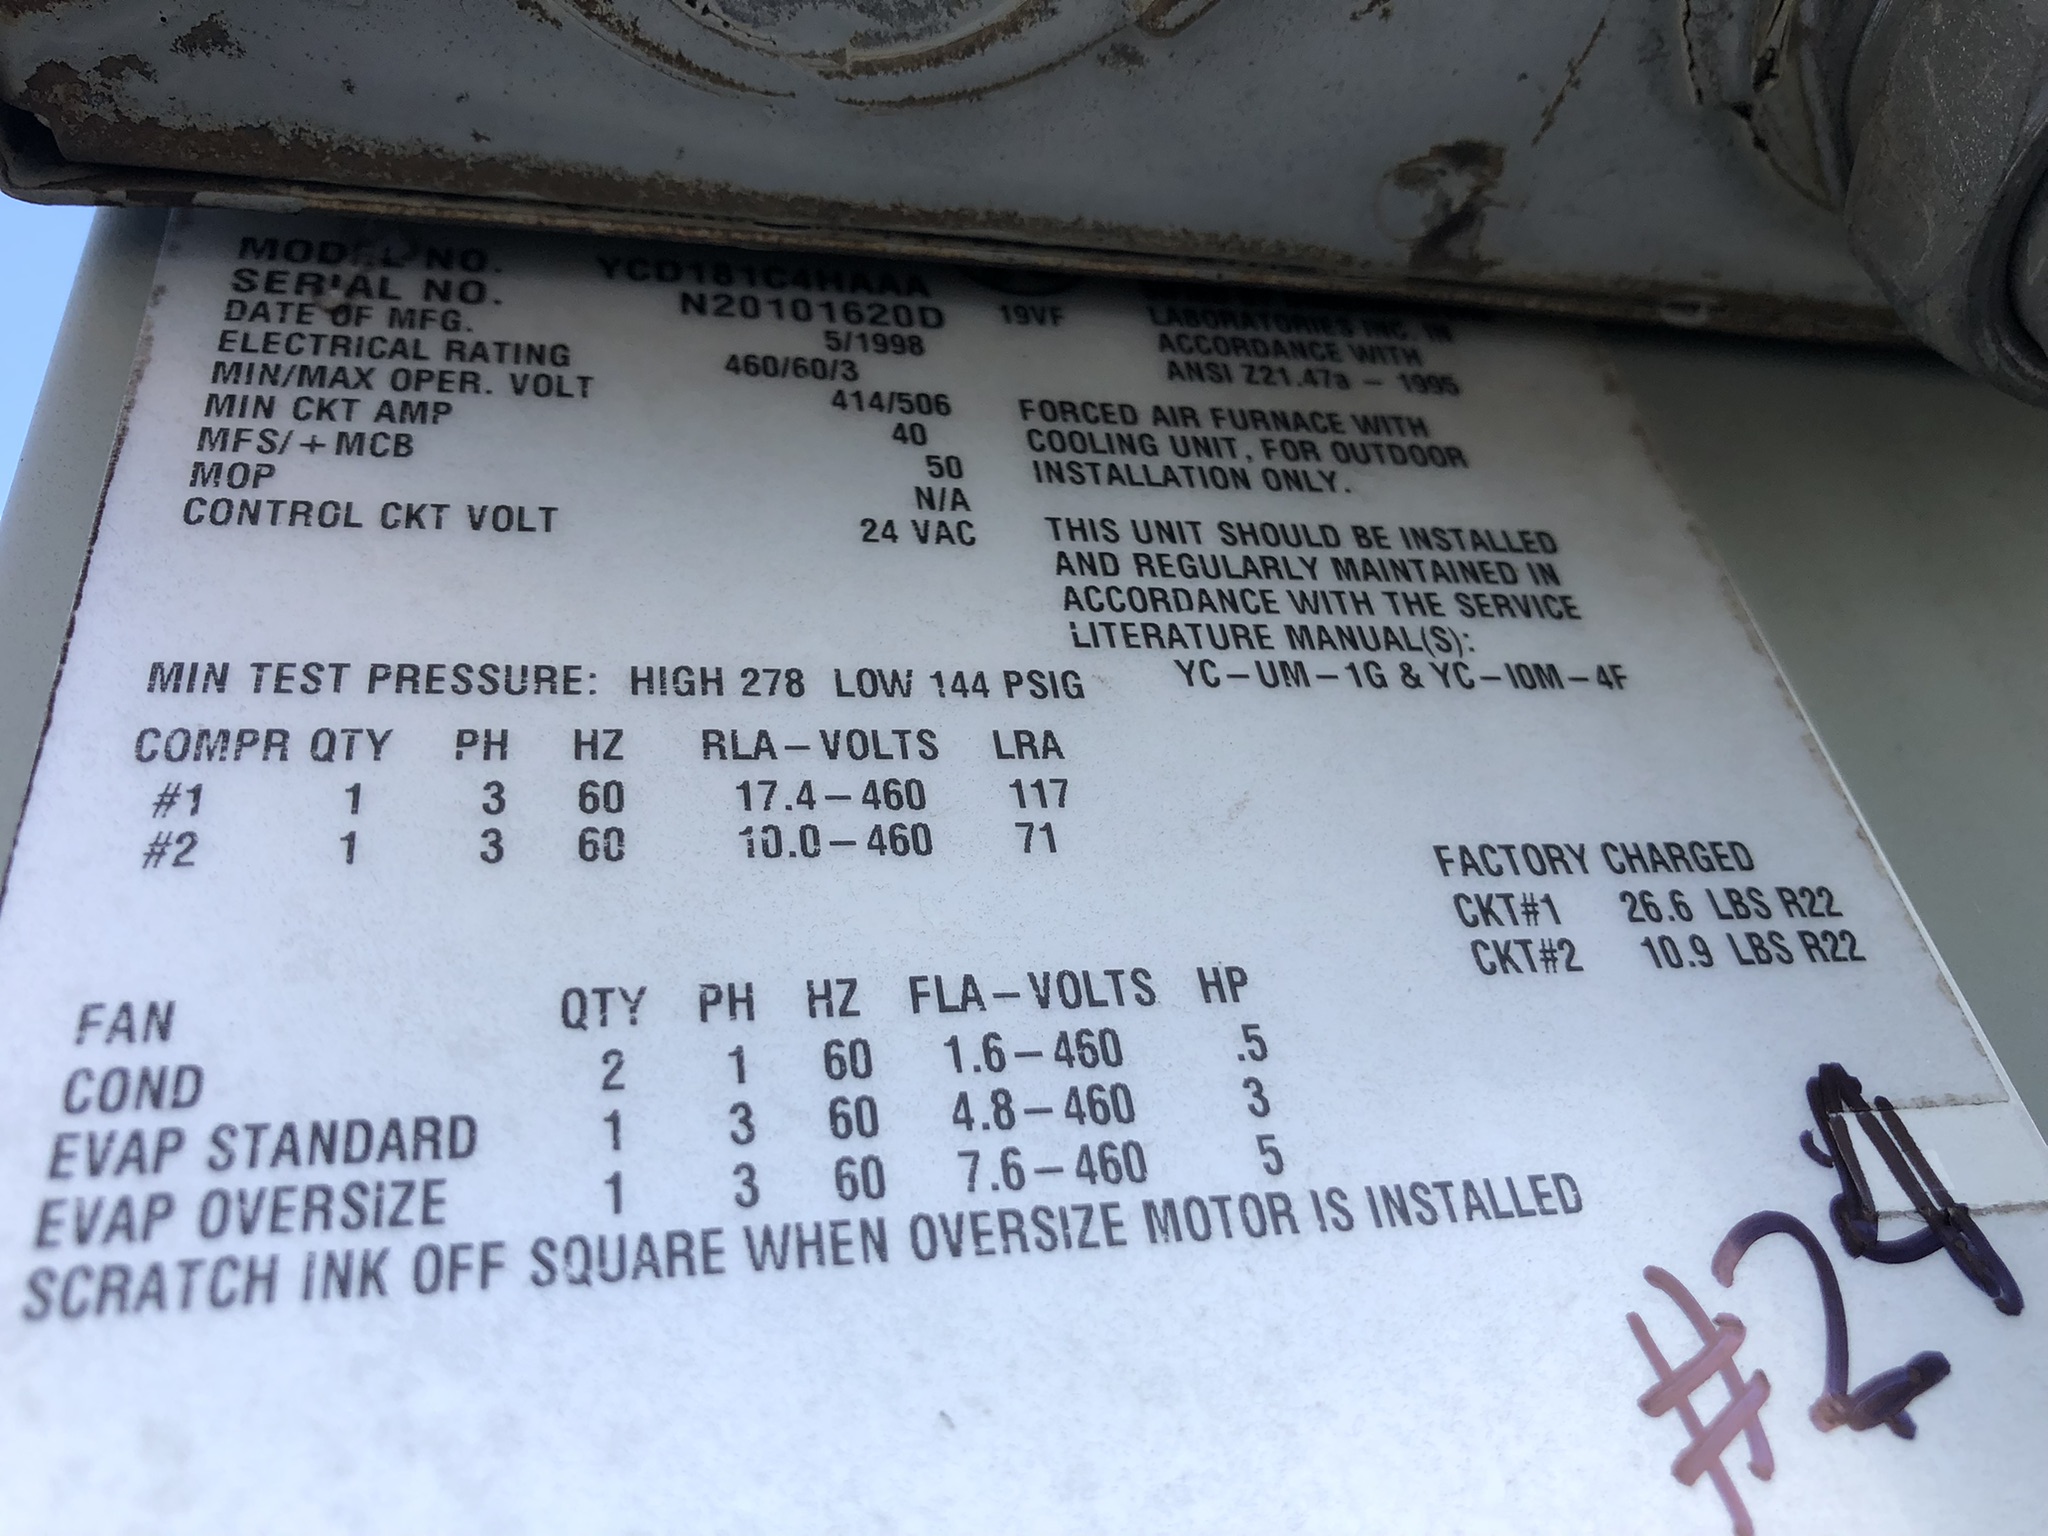 MODEL NO. YCD181C4HAAA
SERIAL NO. N20101620D 19VF
DATE OF MFG. 5/1998
ELECTRICAL RATING 460/60/3
MIN/MAX OPER. VOLT 414/506
MIN CKT AMP 40
MFS/+MCB 50
MOP N/A
CONTROL CKT VOLT 24 VAC
LABORATORIES INC. IN
ACCORDANCE WITH
ANSI Z21.47a - 1995
FORCED AIR FURNACE WITH
COOLING UNIT, FOR OUTDOOR
INSTALLATION ONLY.
THIS UNIT SHOULD BE INSTALLED
AND REGULARLY MAINTAINED IN
ACCORDANCE WITH THE SERVICE
LITERATURE MANUAL(S):
YC-UM-1G & YC-IOM-4F
MIN TEST PRESSURE: HIGH 278 LOW 144 PSIG
COMPR QTY PH HZ RLA-VOLTS LRA
#1 1 3 60 17.4-460 117
#2 1 3 60 10.0-460 71
FACTORY CHARGED
CKT#1 26.6 LBS R22
CKT#2 10.9 LBS R22
FAN QTY PH HZ FLA-VOLTS HP
COND 2 1 60 1.6-460 .5
EVAP STANDARD 1 3 60 4.8-460 3
EVAP OVERSIZE 1 3 60 7.6-460 5
SCRATCH INK OFF SQUARE WHEN OVERSIZE MOTOR IS INSTALLED
#24